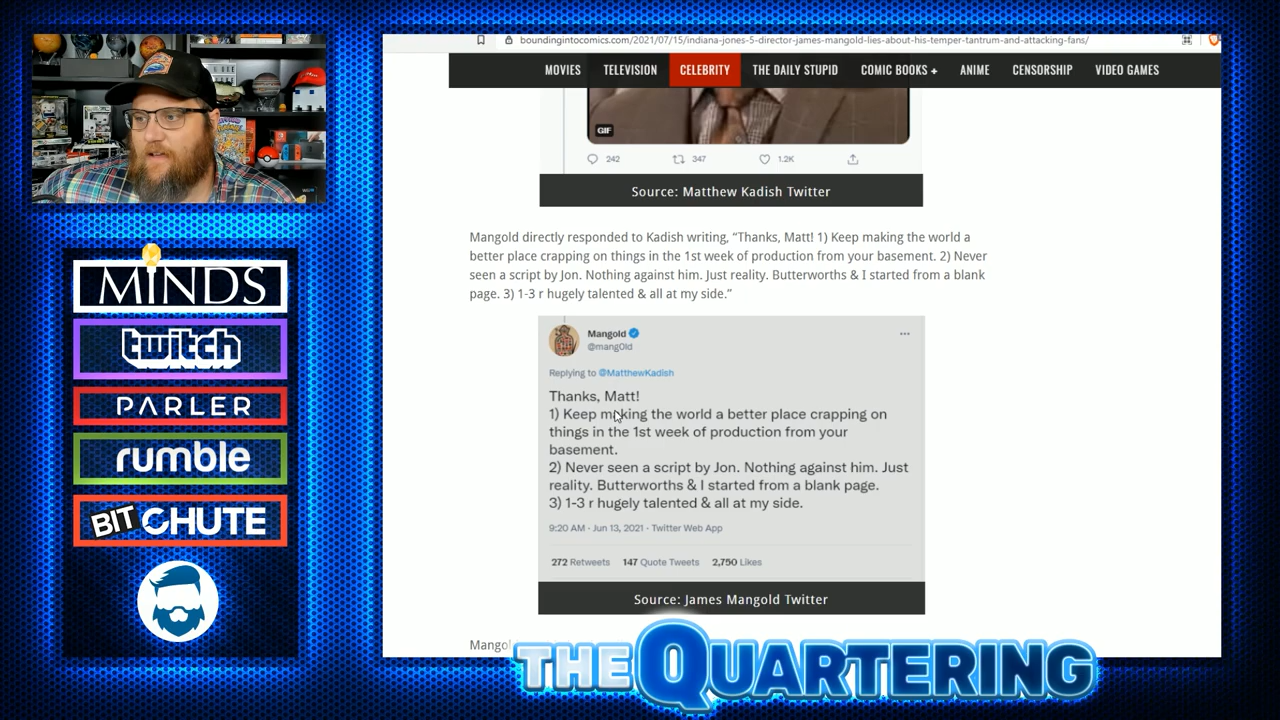 boundingintocomics.com/2021/07/15/indiana-jones-5-director-james-mangold-lies-about-his-temper-tantrum-and-attacking-fans/
MOVIES TELEVISION CELEBRITY THE DAILY STUPID COMIC BOOKS + ANIME CENSORSHIP VIDEO GAMES
GIF
242 347 1.2K
Source: Matthew Kadish Twitter
Mangold directly responded to Kadish writing, “Thanks, Matt! 1) Keep making the world a
better place crapping on things in the 1st week of production from your basement. 2) Never
seen a script by Jon. Nothing against him. Just reality. Butterworths & I started from a blank
page. 3) 1-3 r hugely talented & all at my side.”
Mangold
@mang0ld
Replying to @MatthewKadish
Thanks, Matt!
1) Keep making the world a better place crapping on
things in the 1st week of production from your
basement.
2) Never seen a script by Jon. Nothing against him. Just
reality. Butterworths & I started from a blank page.
3) 1-3 r hugely talented & all at my side.
9:20 AM · Jun 13, 2021 · Twitter Web App
272 Retweets 147 Quote Tweets 2,750 Likes
Source: James Mangold Twitter
MINDS
twitch
PARLER
rumble
BIT CHUTE
THE QUARTERING